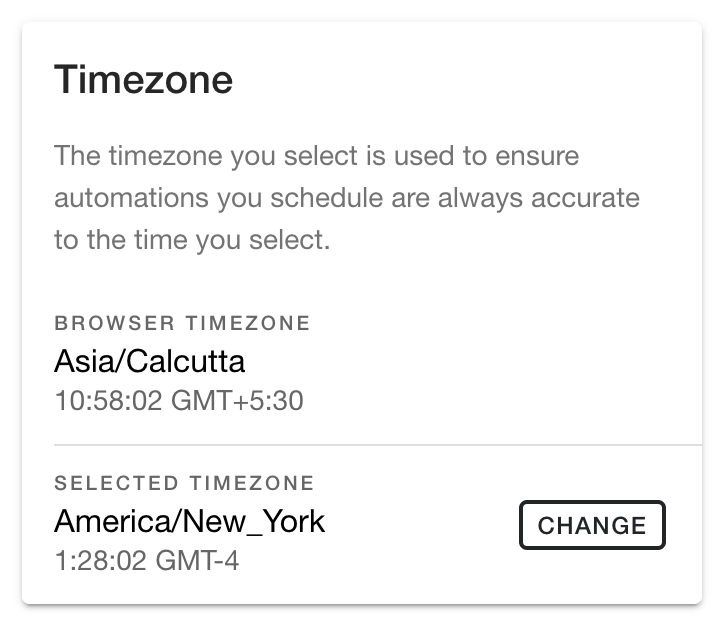 Timezone
The timezone you select is used to ensure
automations you schedule are always accurate
to the time you select.
BROWSER TIMEZONE
Asia/Calcutta
10:58:02 GMT+5:30
SELECTED TIMEZONE
America/New_York
CHANGE
1:28:02 GMT-4